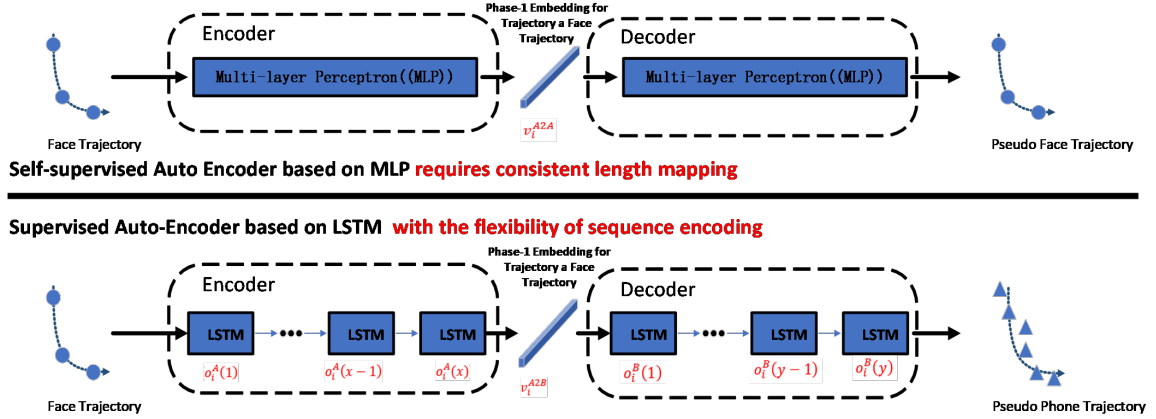 Phase-1 Embedding for
Trajectory a Face
Trajectory
Encoder
Decoder
Multi-layer Perceptron((MLP))
Multi-layer Perceptron((MLP))
v_i^{A2A}
Face Trajectory
Pseudo Face Trajectory
Self-supervised Auto Encoder based on MLP requires consistent length mapping
Supervised Auto-Encoder based on LSTM with the flexibility of sequence encoding
Phase-1 Embedding for
Trajectory a Face
Trajectory
Encoder
Decoder
LSTM ••• LSTM LSTM
LSTM ••• LSTM LSTM
o_i^A(1) o_i^A(x − 1) o_i^A(x)
v_i^{A2B}
o_i^B(1) o_i^B(y − 1) o_i^B(y)
Face Trajectory
Pseudo Phone Trajectory